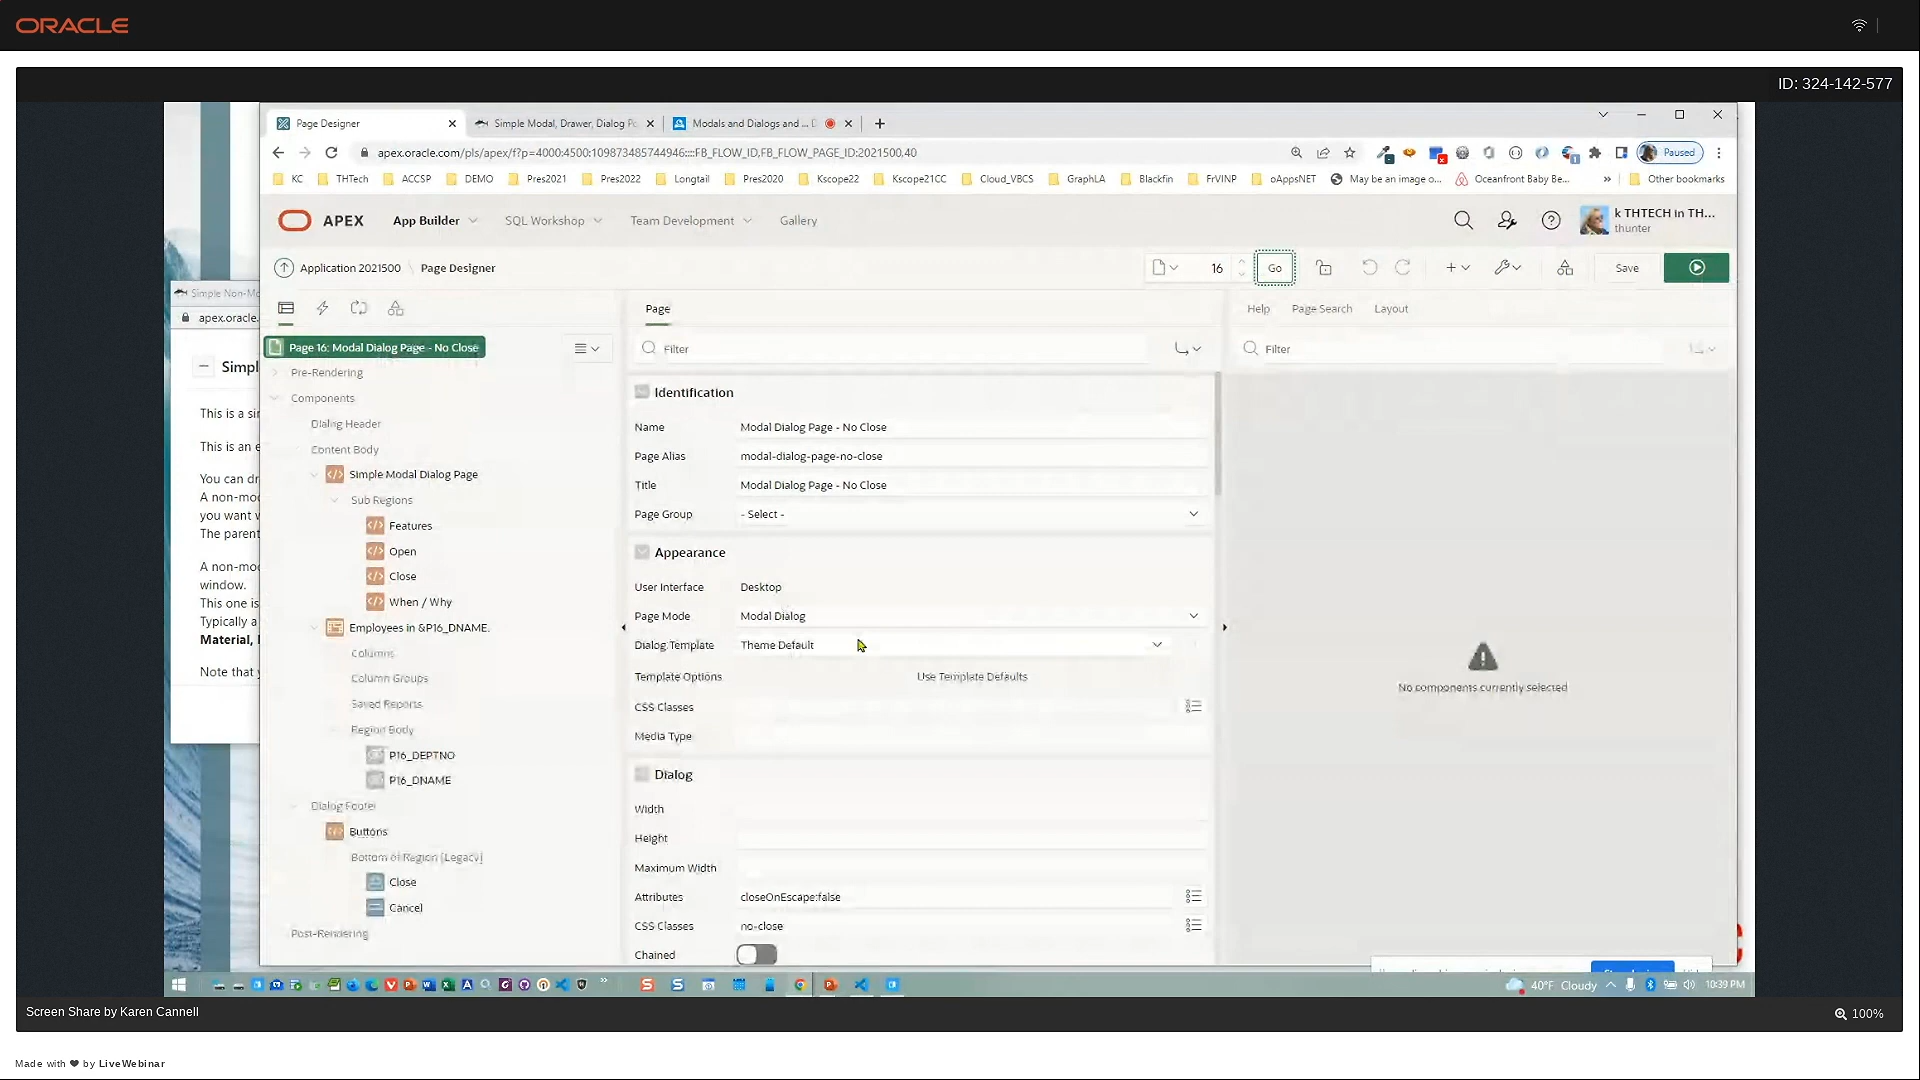 ORACLE
ID: 324-142-577
Page Designer
Simple Modal, Drawer, Dialog Pa
Modals and Dialogs and ... D
apex.oracle.com/pls/apex/f?p=4000:4500:109873485744946::::FB_FLOW_ID,FB_FLOW_PAGE_ID:2021500,40
Paused
KC THTech ACCSP DEMO Pres2021 Pres2022 Longtail Pres2020 Kscope22 Kscope21CC Cloud_VBCS GraphLA Blackfin FrVINP oAppsNET May be an image o... Oceanfront Baby Be... » Other bookmarks
APEX App Builder SQL Workshop Team Development Gallery
k THTECH in TH...
thunter
Application 2021500 \ Page Designer
16 Go Save
Simple Non-Mo
apex.oracle.
Simpl
This is a sim
This is an e
You can dr
A non-mod
you want w
The parent
A non-mod
window.
This one is
Typically a
Material, I
Note that y
Page 16: Modal Dialog Page - No Close
Pre-Rendering
Components
Dialog Header
Content Body
Simple Modal Dialog Page
Sub Regions
Features
Open
Close
When / Why
Employees in &P16_DNAME.
Columns
Column Groups
Saved Reports
Region Body
P16_DEPTNO
P16_DNAME
Dialog Footer
Buttons
Bottom of Region [Legacy]
Close
Cancel
Post-Rendering
Page
Filter
Identification
Name Modal Dialog Page - No Close
Page Alias modal-dialog-page-no-close
Title Modal Dialog Page - No Close
Page Group - Select -
Appearance
User Interface Desktop
Page Mode Modal Dialog
Dialog Template Theme Default
Template Options Use Template Defaults
CSS Classes
Media Type
Dialog
Width
Height
Maximum Width
Attributes closeOnEscape:false
CSS Classes no-close
Chained
Help Page Search Layout
Filter
No components currently selected
40°F Cloudy
10:39 PM
Screen Share by Karen Cannell
100%
Made with ❤ by LiveWebinar